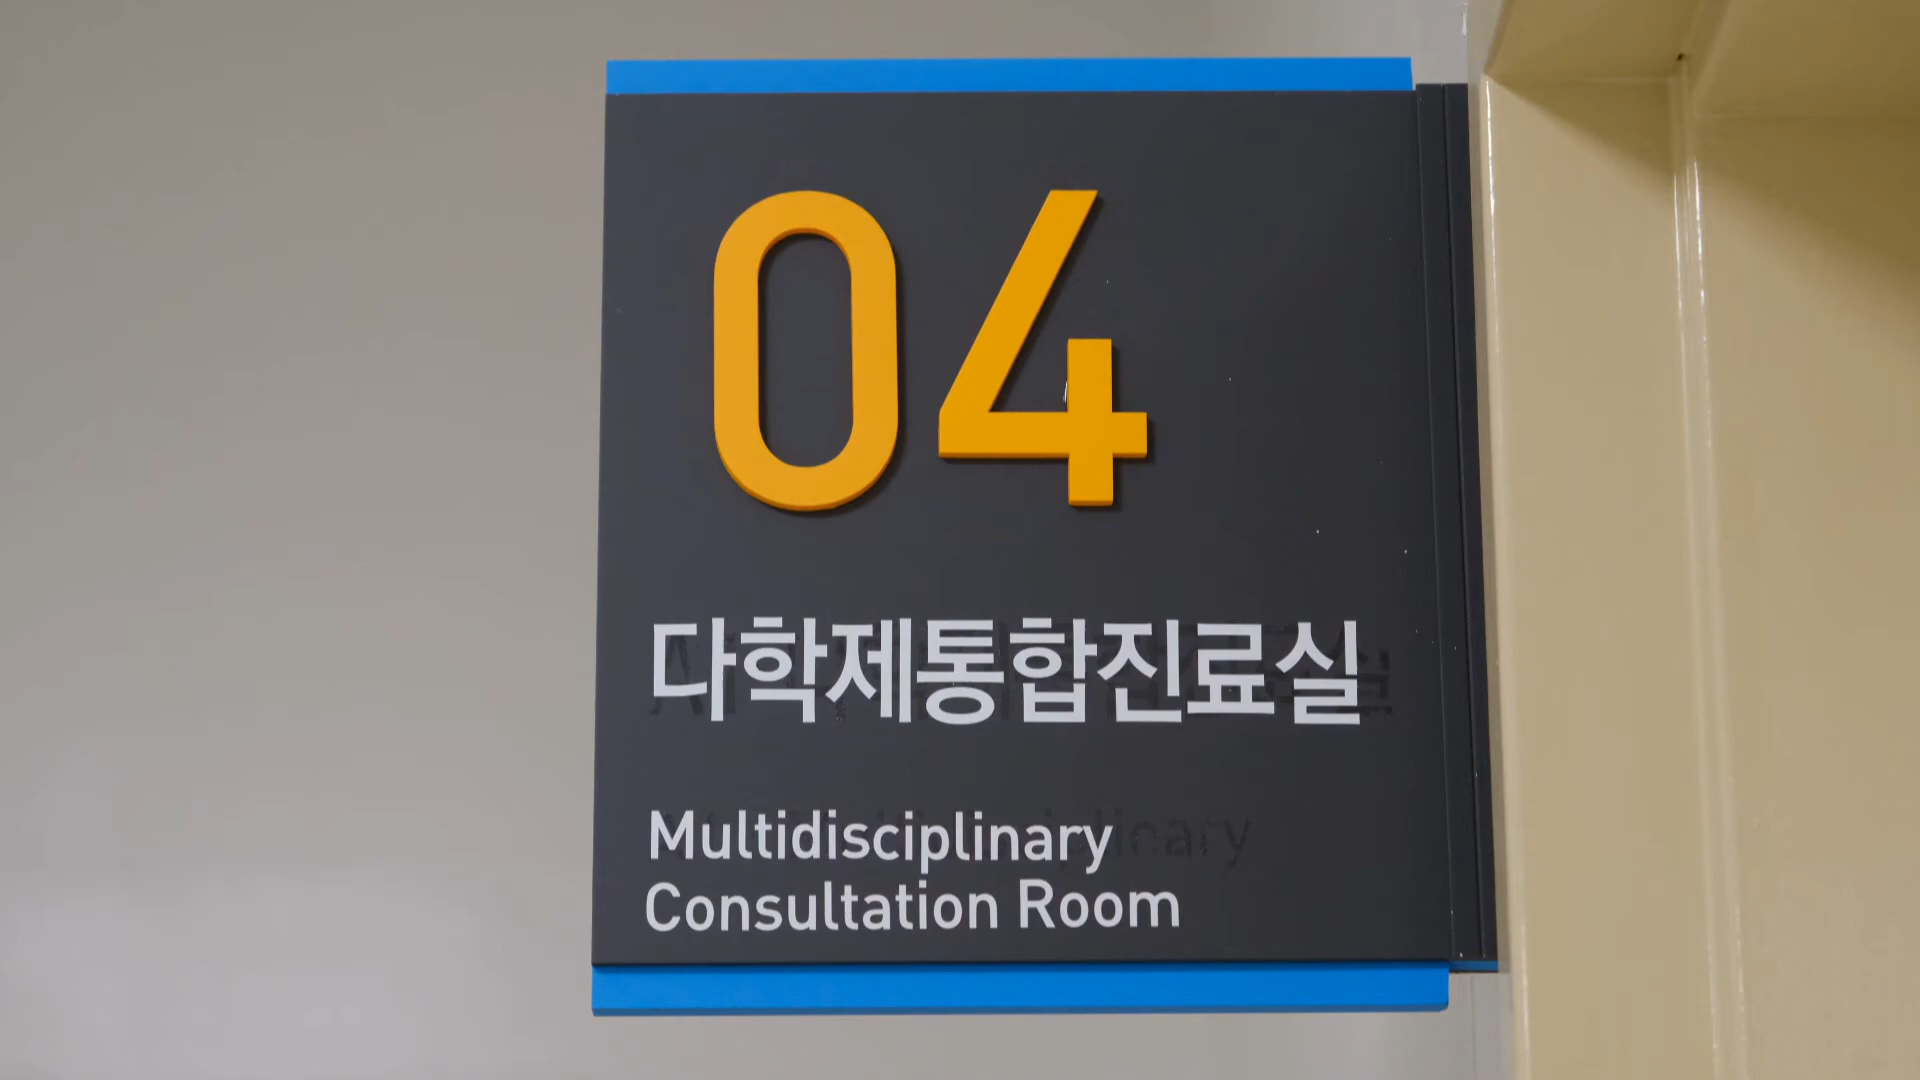 04
다학제통합진료실
Multidisciplinary
Consultation Room